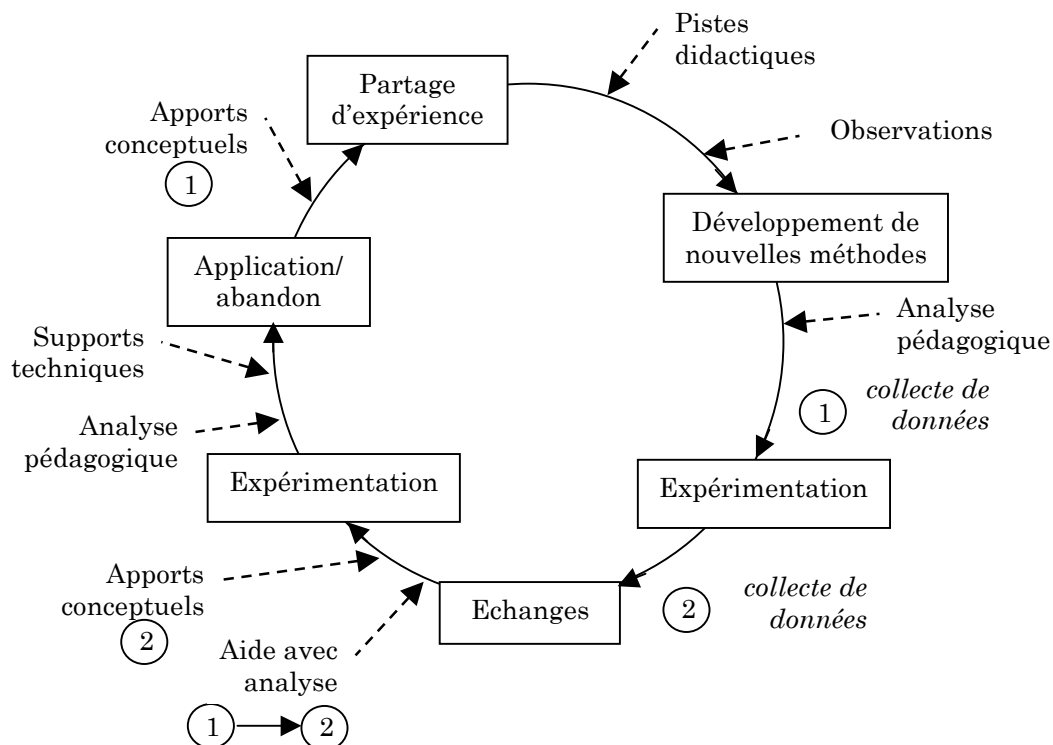 Pistes
didactiques
Partage
d'expérience
Apports
conceptuels
1
Observations
Développement de
nouvelles méthodes
Application/
abandon
Analyse
pédagogique
Supports
techniques
collecte de
données
1
Analyse
pédagogique
Expérimentation
Expérimentation
Apports
conceptuels
2
Echanges
2
collecte de
données
Aide avec
analyse
1 2